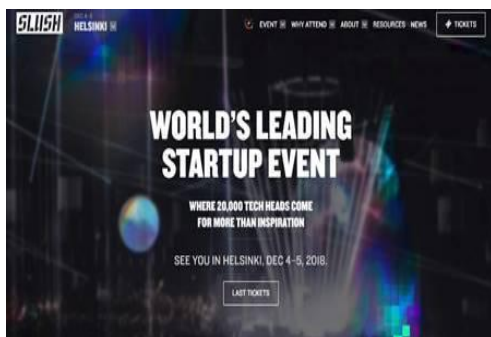 SLUSH
DEC 4–5
HELSINKI
EVENT WHY ATTEND ABOUT RESOURCES NEWS
TICKETS
WORLD'S LEADING
STARTUP EVENT
WHERE 20,000 TECH HEADS COME
FOR MORE THAN INSPIRATION
SEE YOU IN HELSINKI, DEC 4–5, 2018.
LAST TICKETS